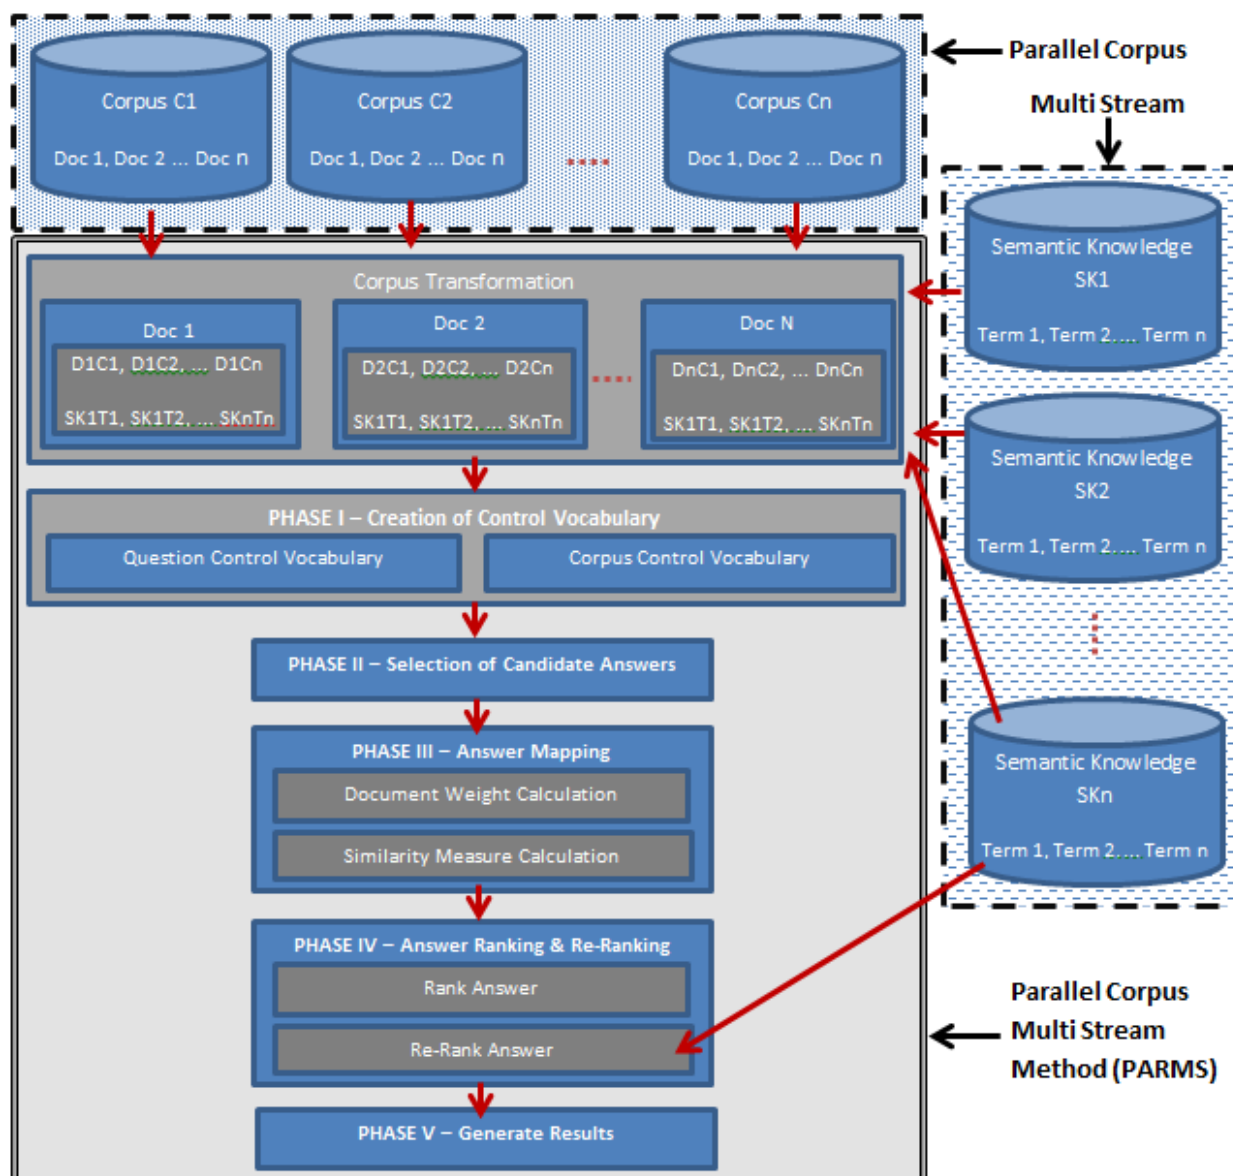 Parallel Corpus
Multi Stream
Corpus C1
Doc 1, Doc 2 ... Doc n
Corpus C2
Doc 1, Doc 2 ... Doc n
.....
Corpus Cn
Doc 1, Doc 2 ... Doc n
Semantic Knowledge
SK1
Term 1, Term 2, ... Term n
Semantic Knowledge
SK2
Term 1, Term 2, ... Term n
Semantic Knowledge
SKn
Term 1, Term 2, ... Term n
Corpus Transformation
Doc 1
D1C1, D1C2, ... D1Cn
SK1T1, SK1T2, ... SKnTn
Doc 2
D2C1, D2C2, ... D2Cn
SK1T1, SK1T2, ... SKnTn
.....
Doc N
DnC1, DnC2, ... DnCn
SK1T1, SK1T2, ... SKnTn
PHASE I – Creation of Control Vocabulary
Question Control Vocabulary
Corpus Control Vocabulary
PHASE II – Selection of Candidate Answers
PHASE III – Answer Mapping
Document Weight Calculation
Similarity Measure Calculation
PHASE IV – Answer Ranking & Re-Ranking
Rank Answer
Re-Rank Answer
PHASE V – Generate Results
Parallel Corpus
Multi Stream
Method (PARMS)